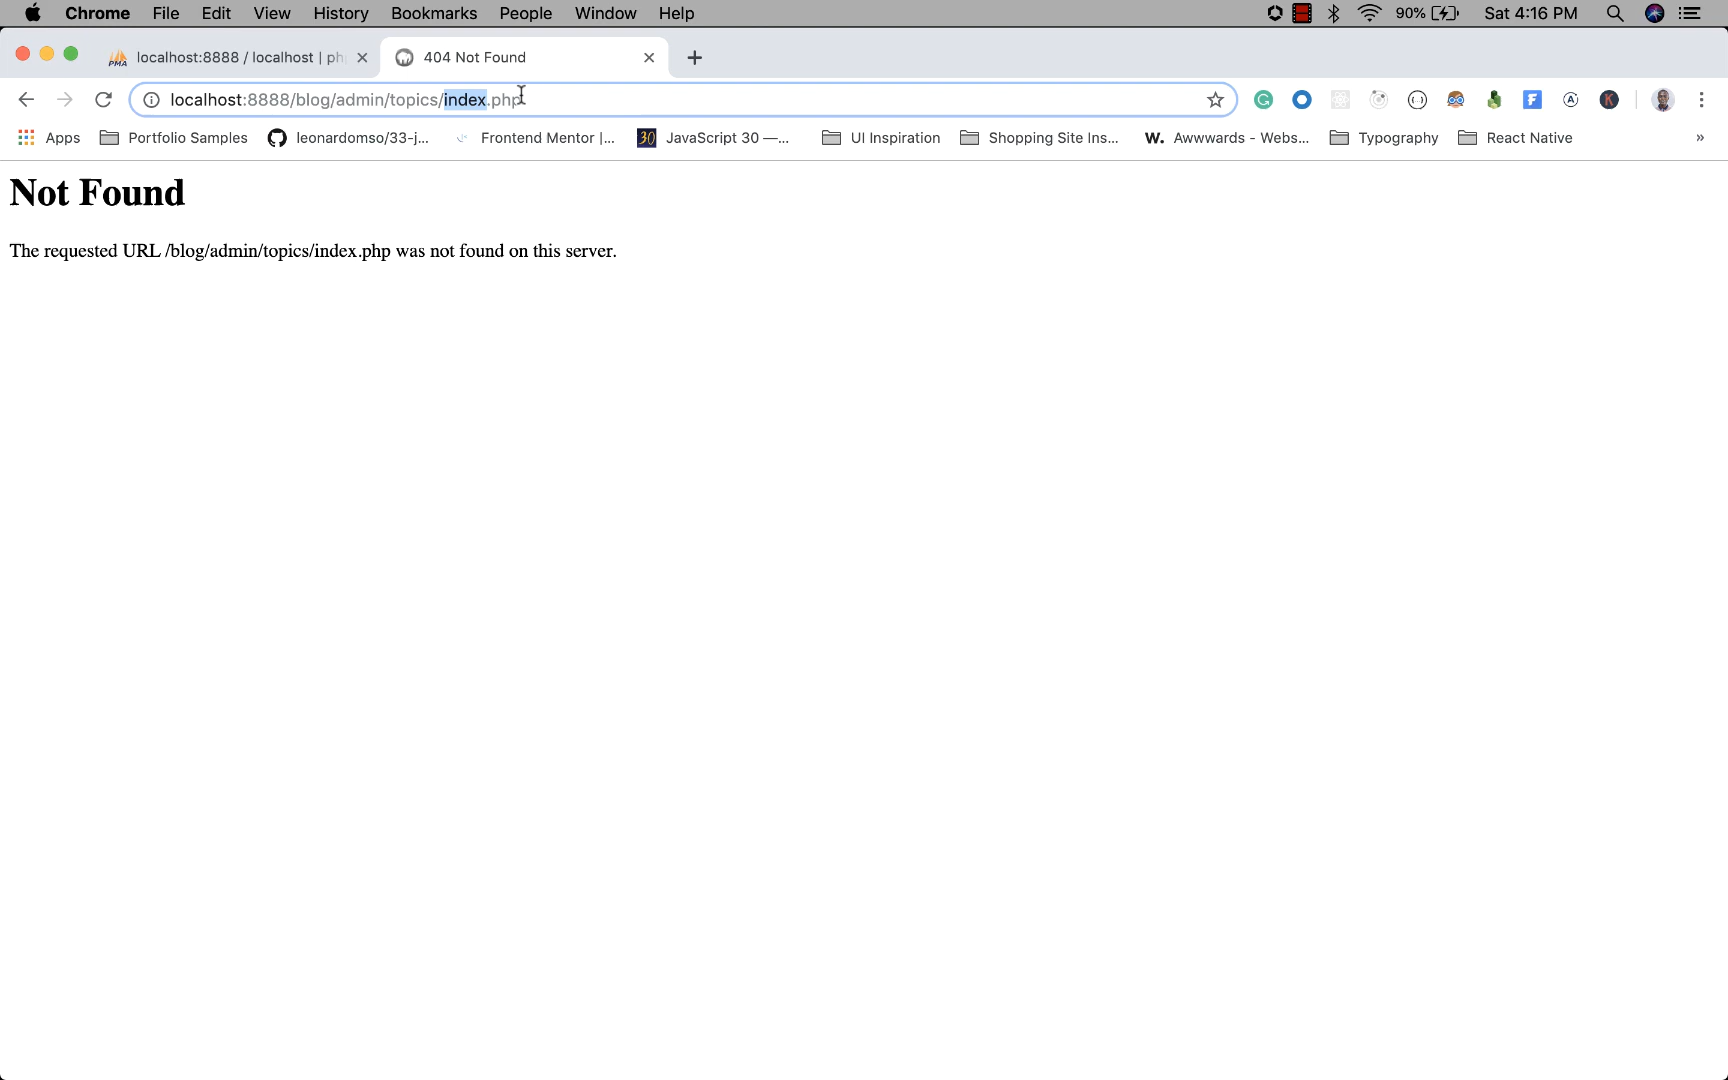 Chrome File Edit View History Bookmarks People Window Help 90% Sat 4:16 PM
PMA localhost:8888 / localhost | ph 404 Not Found
localhost:8888/blog/admin/topics/index.php
Apps Portfolio Samples leonardomso/33-j... Frontend Mentor |... 30 JavaScript 30 —... UI Inspiration Shopping Site Ins... W. Awwwards - Webs... Typography React Native »
Not Found
The requested URL /blog/admin/topics/index.php was not found on this server.